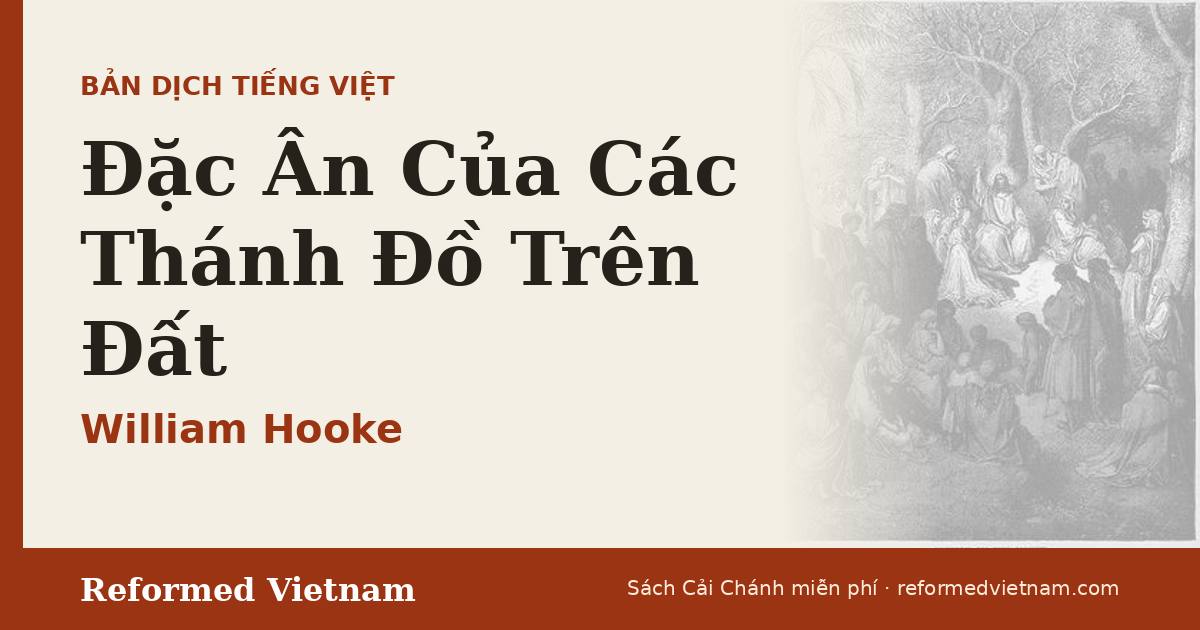 BẢN DỊCH TIẾNG VIỆT
Đặc Ân Của Các
Thánh Đồ Trên
Đất
William Hooke
Reformed Vietnam
Sách Cải Chánh miễn phí · reformedvietnam.com